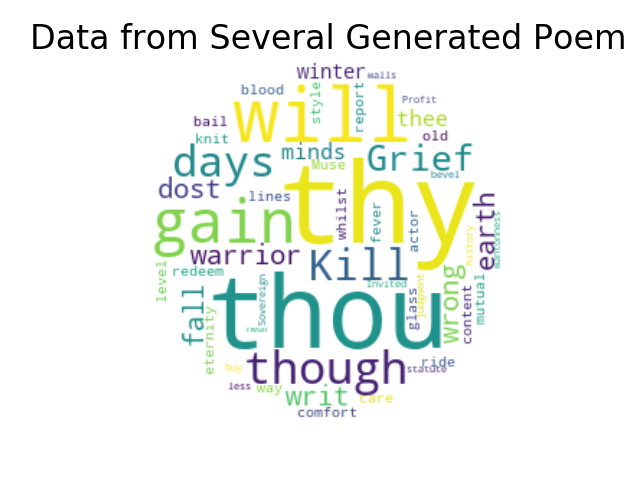 Data from Several Generated Poem
winter
walls
blood
will
style
report
Profit
thee
bail
knit
old
days
minds
Muse
Grief
bevel
dost
lines
thy
gain
whilst
fever
actor
earth
history
wantonness
warrior
Kill
level
redeem
Sovereign
Invited
judgment
glass
wrong
content
mutual
fall
thou
eternity
though
ride
statute
buy
less
way
writ
care
comfort